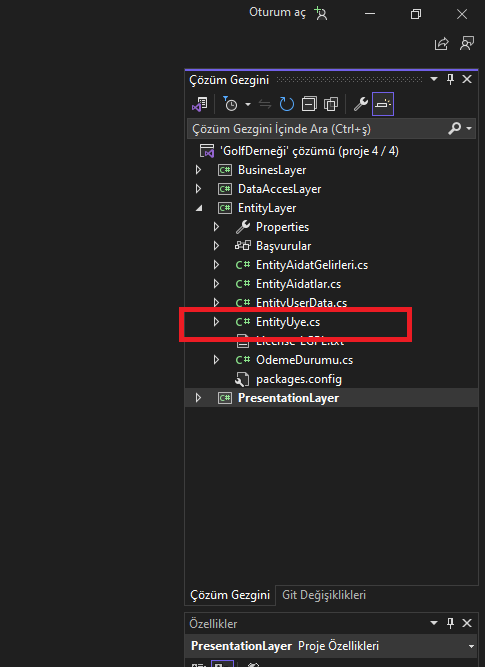 Oturum aç
Çözüm Gezgini
Çözüm Gezgini İçinde Ara (Ctrl+ş)
'GolfDerneği' çözümü (proje 4 / 4)
C# BusinesLayer
C# DataAccesLayer
C# EntityLayer
Properties
Başvurular
C# EntityAidatGelirleri.cs
C# EntityAidatlar.cs
C# EntityUserData.cs
C# EntityUye.cs
License-LGPL.txt
C# OdemeDurumu.cs
packages.config
C# PresentationLayer
Çözüm Gezgini Git Değişiklikleri
Özellikler
PresentationLayer Proje Özellikleri